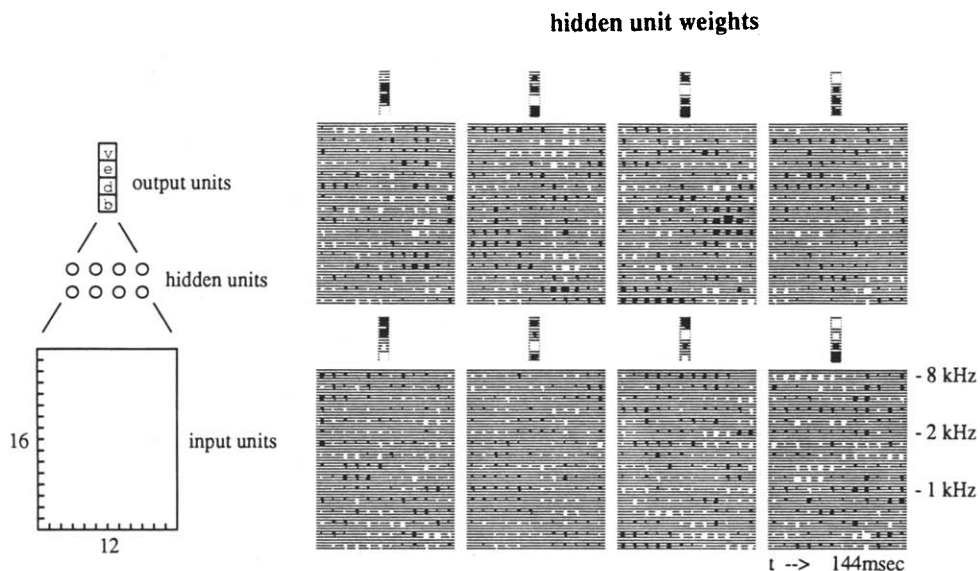 hidden unit weights
v
e
d
b
output units
hidden units
16
input units
12
- 8 kHz
- 2 kHz
- 1 kHz
t --> 144msec